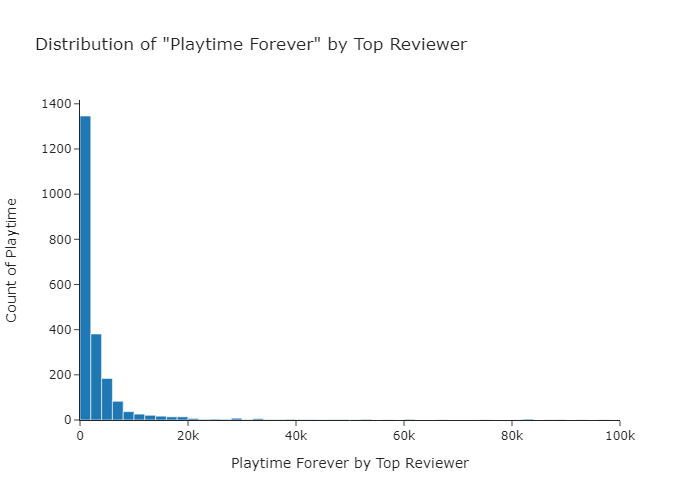 Distribution of "Playtime Forever" by Top Reviewer
Count of Playtime
1400
1200
1000
800
600
400
200
0
0 20k 40k 60k 80k 100k
Playtime Forever by Top Reviewer